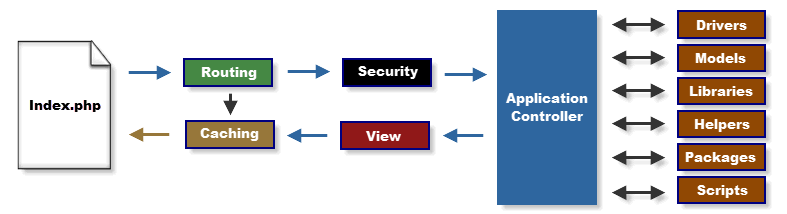 Index.php
Routing
Security
Caching
View
Application
Controller
Drivers
Models
Libraries
Helpers
Packages
Scripts